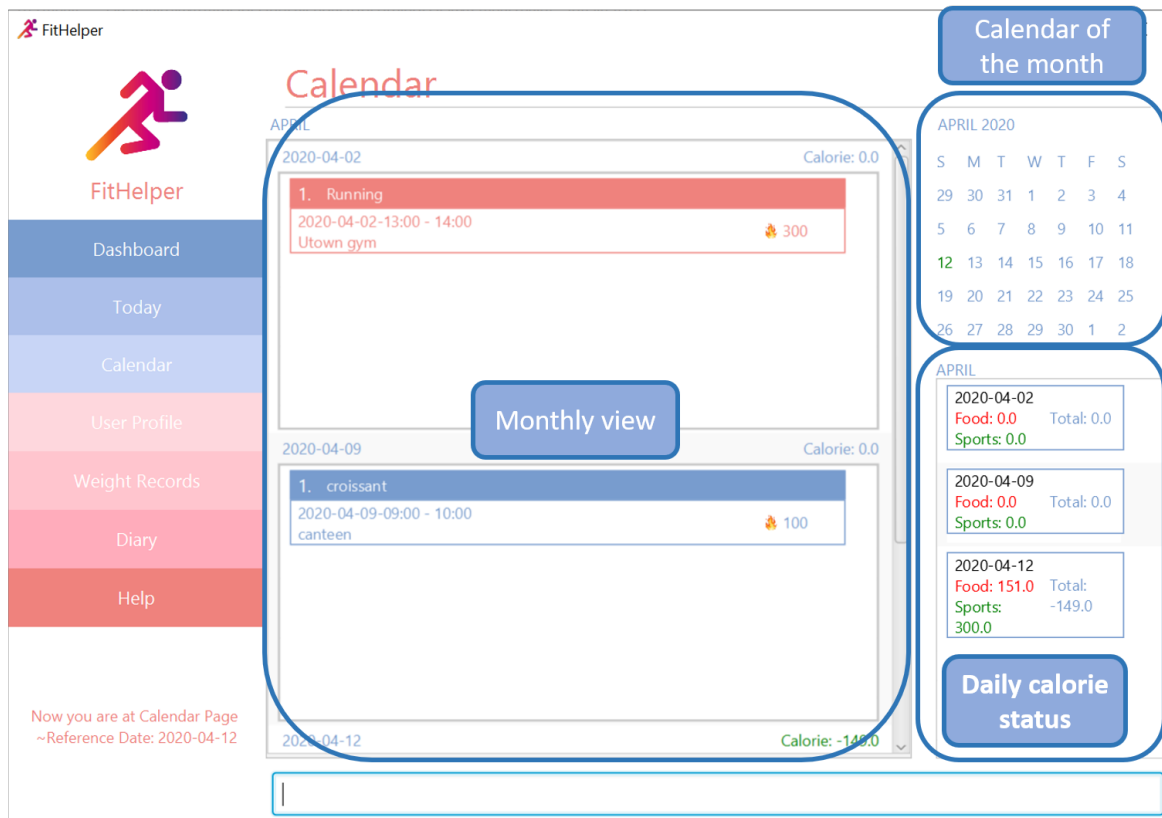 FitHelper
FitHelper
Dashboard
Today
Calendar
User Profile
Weight Records
Diary
Help
Now you are at Calendar Page
~Reference Date: 2020-04-12
Calendar
APRIL
2020-04-02 Calorie: 0.0
1. Running
2020-04-02-13:00 - 14:00
Utown gym
300
Monthly view
2020-04-09 Calorie: 0.0
1. croissant
2020-04-09-09:00 - 10:00
canteen
100
2020-04-12 Calorie: -149.0
Calendar of
the month
APRIL 2020
S M T W T F S
29 30 31 1 2 3 4
5 6 7 8 9 10 11
12 13 14 15 16 17 18
19 20 21 22 23 24 25
26 27 28 29 30 1 2
APRIL
2020-04-02
Food: 0.0 Total: 0.0
Sports: 0.0
2020-04-09
Food: 0.0 Total: 0.0
Sports: 0.0
2020-04-12
Food: 151.0 Total:
Sports: -149.0
300.0
Daily calorie
status